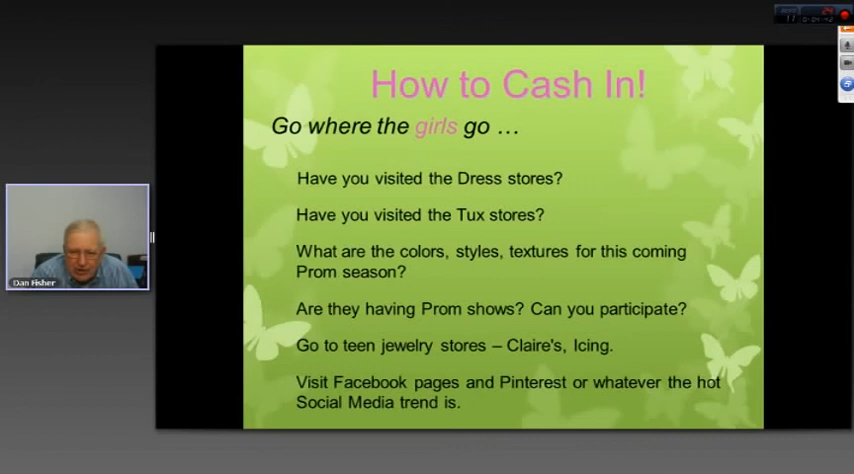 How to Cash In!
Go where the girls go …
Have you visited the Dress stores?
Have you visited the Tux stores?
What are the colors, styles, textures for this coming
Prom season?
Are they having Prom shows? Can you participate?
Go to teen jewelry stores – Claire's, Icing.
Visit Facebook pages and Pinterest or whatever the hot
Social Media trend is.
Dan Fisher